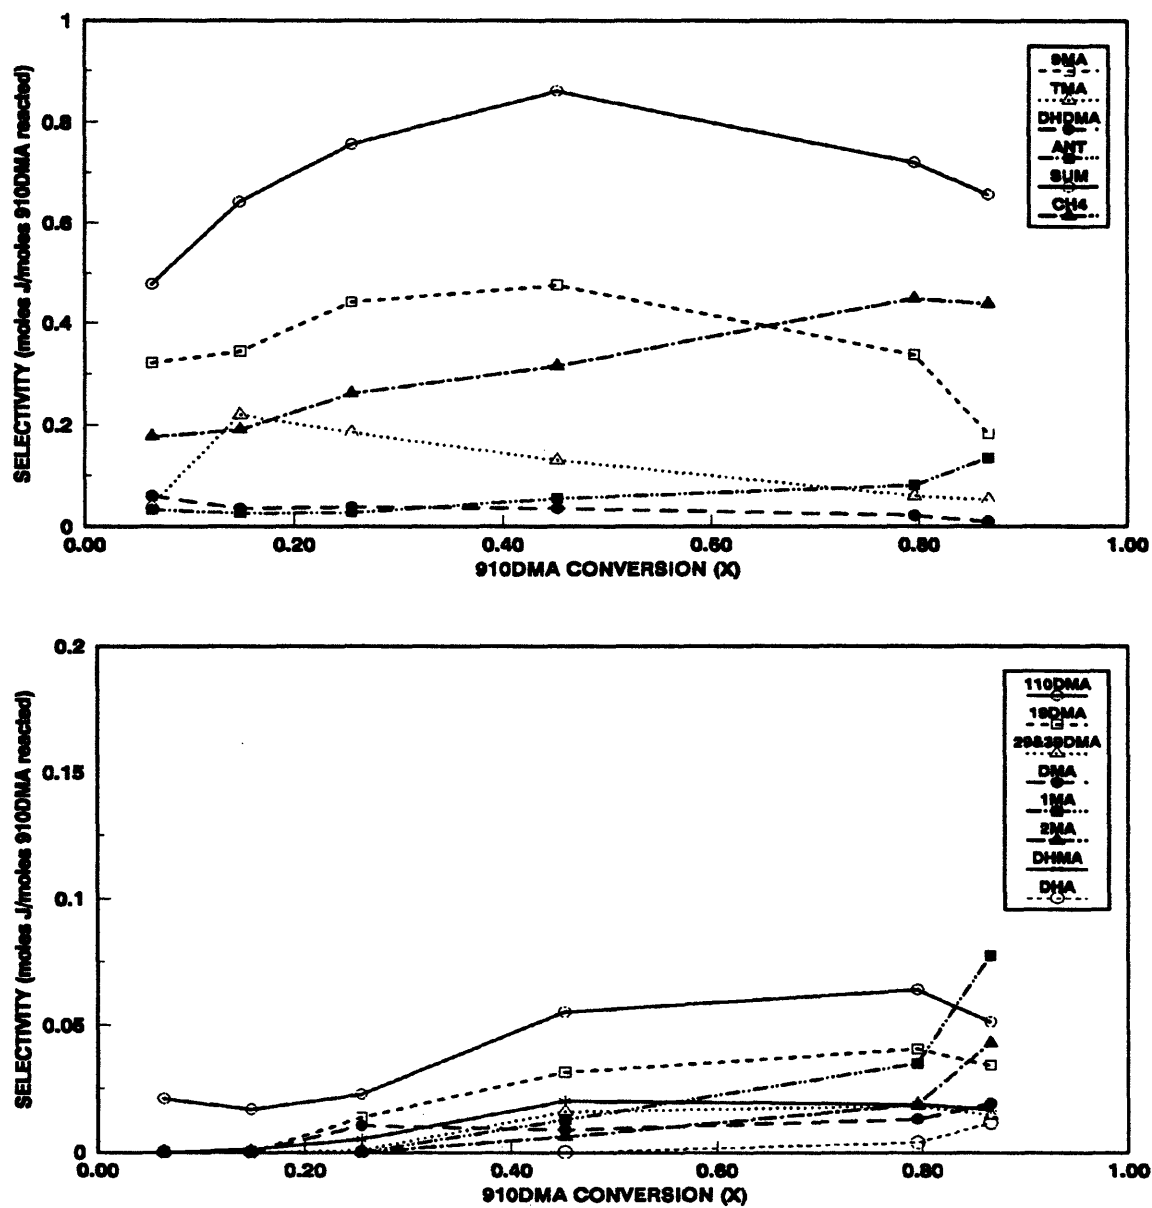 1
0.8
0.6
0.4
0.2
0
SELECTIVITY (moles J/moles 910DMA reacted)
9MA
TMA
DHDMA
ANT
SUM
CH4
0.00 0.20 0.40 0.60 0.80 1.00
910DMA CONVERSION (X)
0.2
0.15
0.1
0.05
0
SELECTIVITY (moles J/moles 910DMA reacted)
110DMA
19DMA
29&39DMA
DMA
1MA
2MA
DHMA
DHA
0.00 0.20 0.40 0.60 0.80 1.00
910DMA CONVERSION (X)